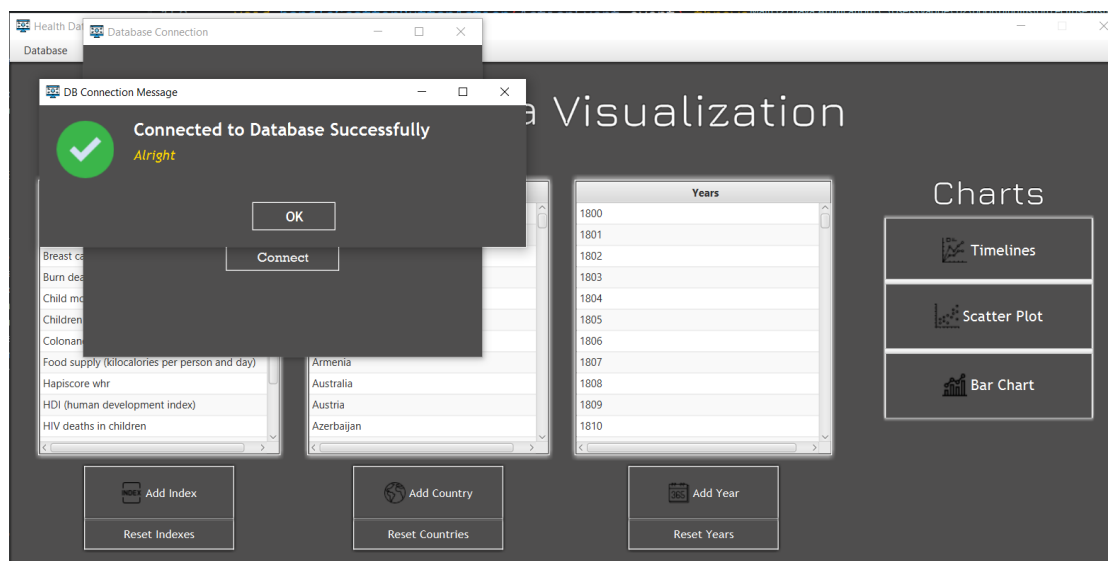 Health Dat
Database Connection
Database
DB Connection Message
Connected to Database Successfully
Alright
OK
a Visualization
Connect
Years
1800
1801
1802
1803
1804
1805
1806
1807
1808
1809
1810
Breast ca
Burn dea
Child mo
Children
Colonan
Food supply (kilocalories per person and day)
Hapiscore whr
HDI (human development index)
HIV deaths in children
Armenia
Australia
Austria
Azerbaijan
Charts
Timelines
Scatter Plot
Bar Chart
INDEX Add Index
Reset Indexes
Add Country
Reset Countries
365 Add Year
Reset Years